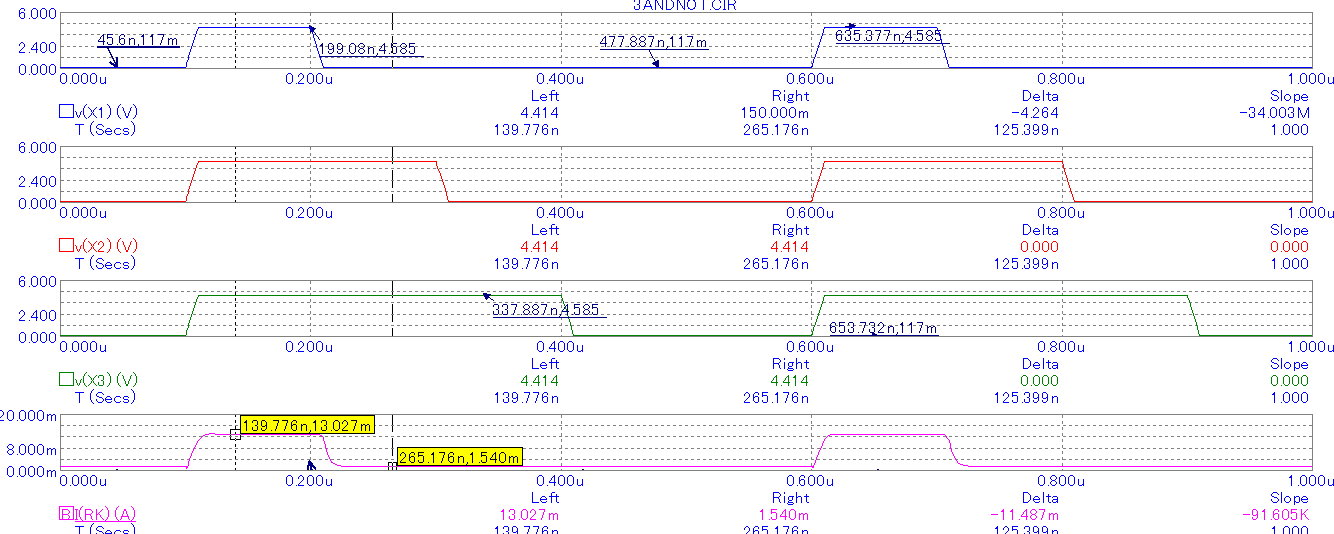 3ANDNOT.CIR
6.000
45.6n,117m
199.08n,4.585
477.887n,117m
635.377n,4.585
2.400
0.000
0.000u 0.200u 0.400u 0.600u 0.800u 1.000u
Left Right Delta Slope
v(X1) (V) 4.414 150.000m -4.264 -34.003M
T (Secs) 139.776n 265.176n 125.399n 1.000
6.000
2.400
0.000
0.000u 0.200u 0.400u 0.600u 0.800u 1.000u
Left Right Delta Slope
v(X2) (V) 4.414 4.414 0.000 0.000
T (Secs) 139.776n 265.176n 125.399n 1.000
6.000
337.887n,4.585
2.400
653.732n,117m
0.000
0.000u 0.200u 0.400u 0.600u 0.800u 1.000u
Left Right Delta Slope
v(X3) (V) 4.414 4.414 0.000 0.000
T (Secs) 139.776n 265.176n 125.399n 1.000
20.000m
139.776n,13.027m
8.000m
265.176n,1.540m
0.000m
0.000u 0.200u 0.400u 0.600u 0.800u 1.000u
Left Right Delta Slope
B I(RK) (A) 13.027m 1.540m -11.487m -91.605K
T (Secs) 139.776n 265.176n 125.399n 1.000